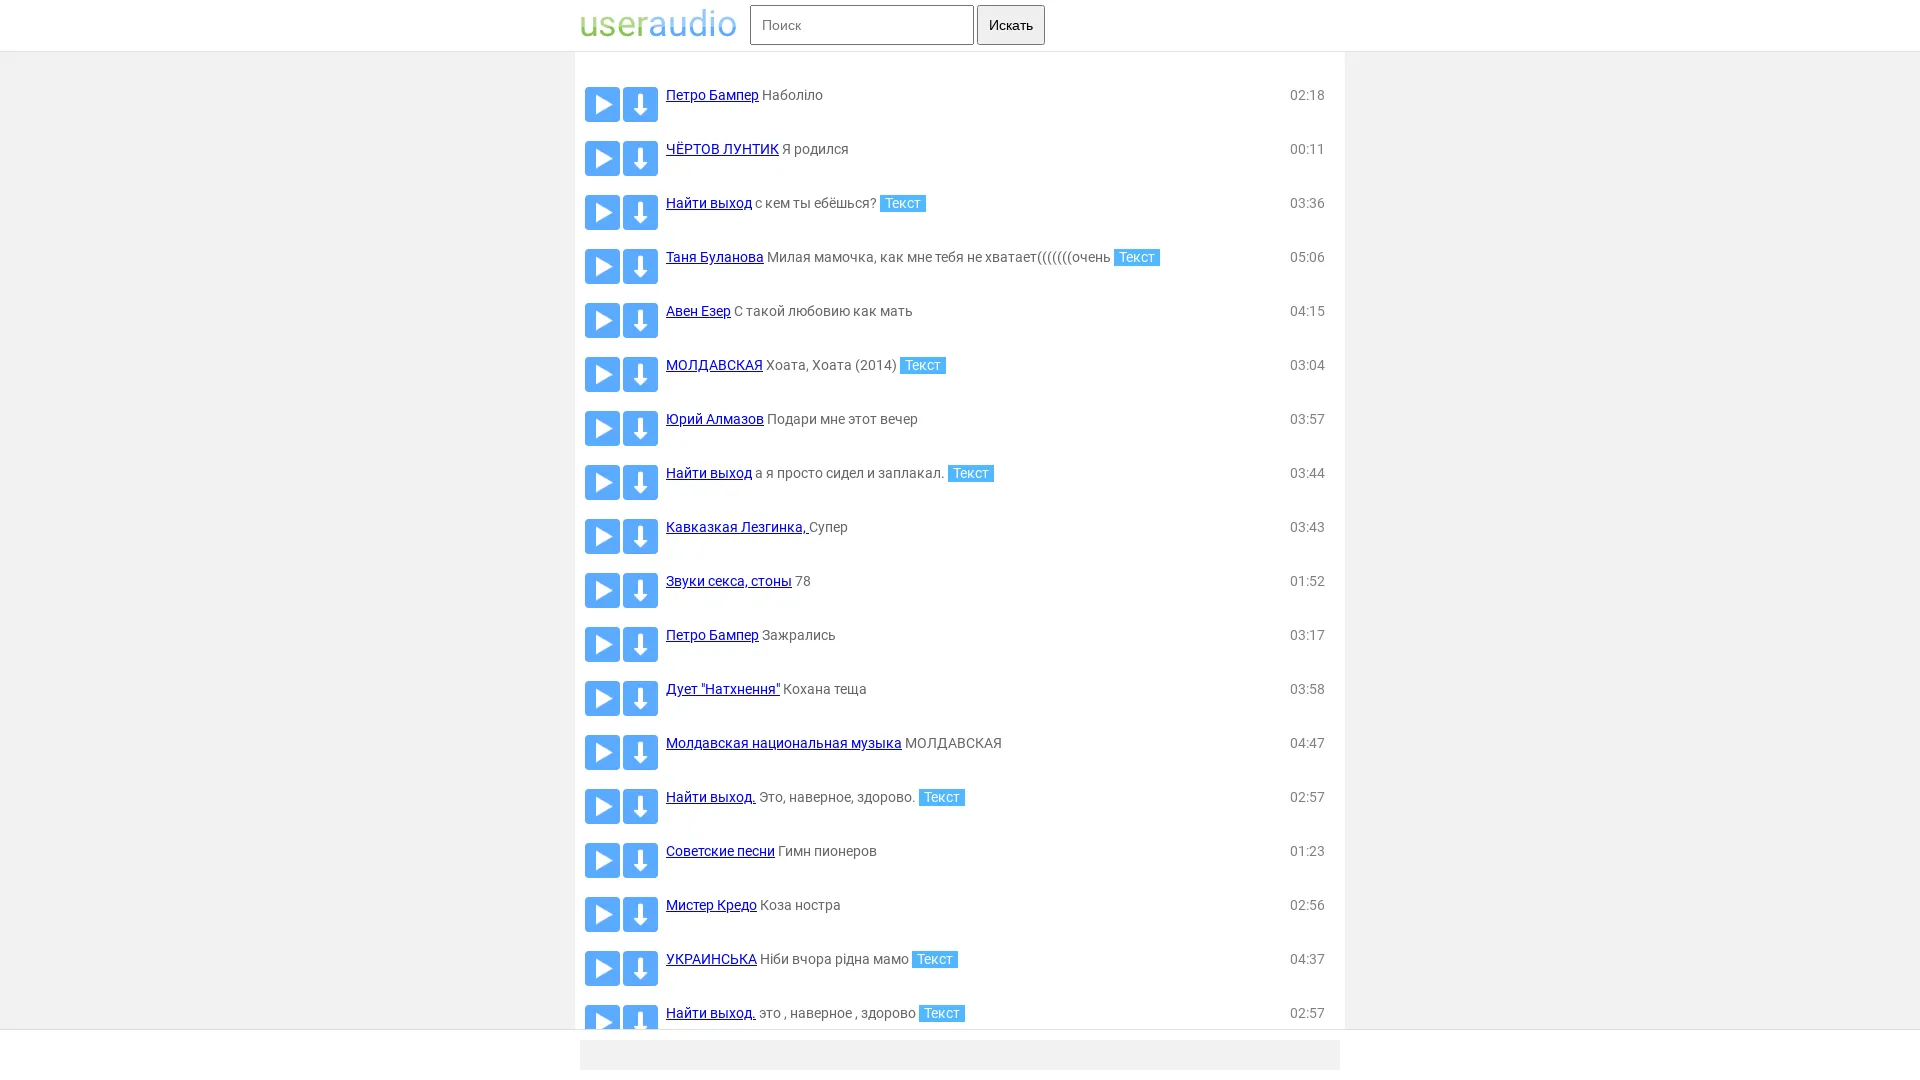 useraudio Поиск Искать
Петро Бампер Наболіло 02:18
ЧЁРТОВ ЛУНТИК Я родился 00:11
Найти выход с кем ты ебёшься? Текст 03:36
Таня Буланова Милая мамочка, как мне тебя не хватает(((((((очень Текст 05:06
Авен Езер С такой любовию как мать 04:15
МОЛДАВСКАЯ Хоата, Хоата (2014) Текст 03:04
Юрий Алмазов Подари мне этот вечер 03:57
Найти выход а я просто сидел и заплакал. Текст 03:44
Кавказкая Лезгинка, Супер 03:43
Звуки секса, стоны 78 01:52
Петро Бампер Зажрались 03:17
Дует "Натхнення" Кохана теща 03:58
Молдавская национальная музыка МОЛДАВСКАЯ 04:47
Найти выход. Это, наверное, здорово. Текст 02:57
Советские песни Гимн пионеров 01:23
Мистер Кредо Коза ностра 02:56
УКРАИНСЬКА Ніби вчора рідна мамо Текст 04:37
Найти выход. это , наверное , здорово Текст 02:57